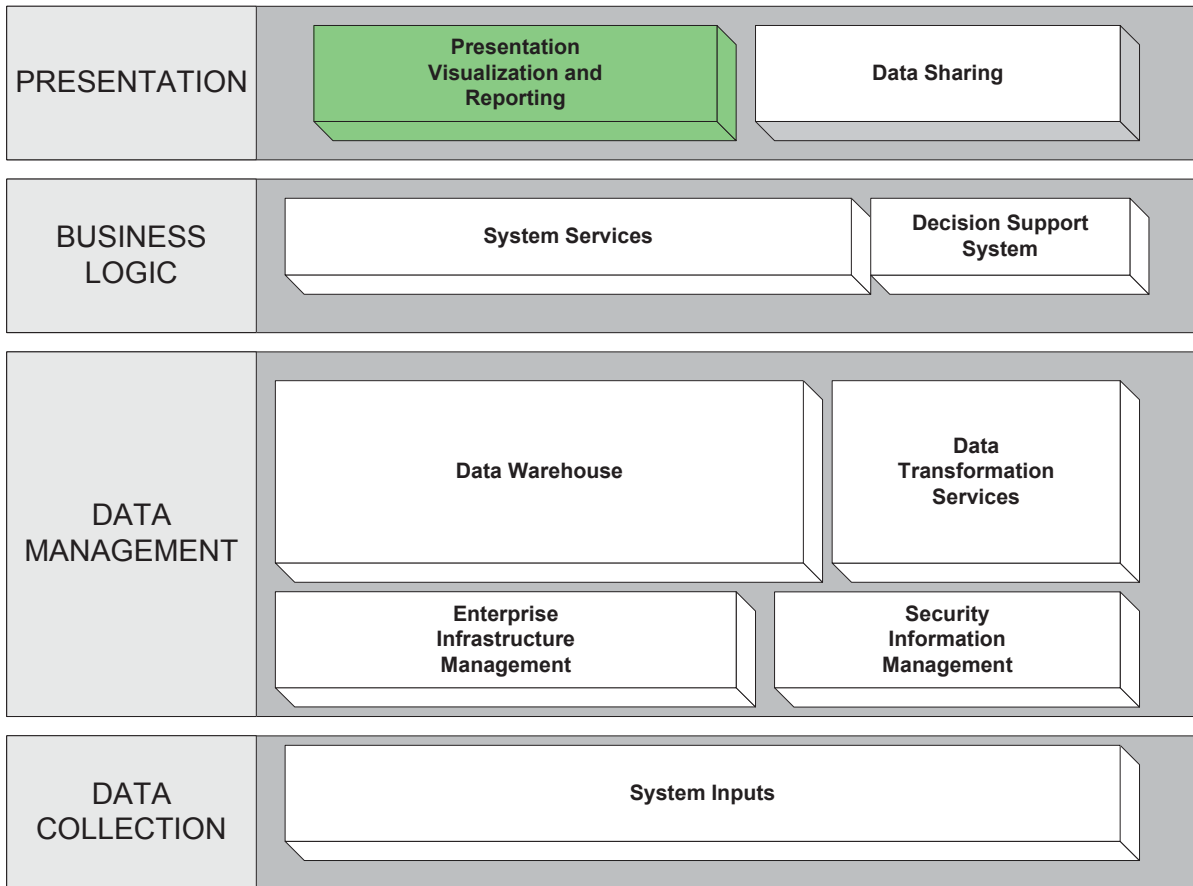 PRESENTATION
Presentation
Visualization and
Reporting
Data Sharing
BUSINESS
LOGIC
System Services
Decision Support
System
DATA
MANAGEMENT
Data Warehouse
Data
Transformation
Services
Enterprise
Infrastructure
Management
Security
Information
Management
DATA
COLLECTION
System Inputs